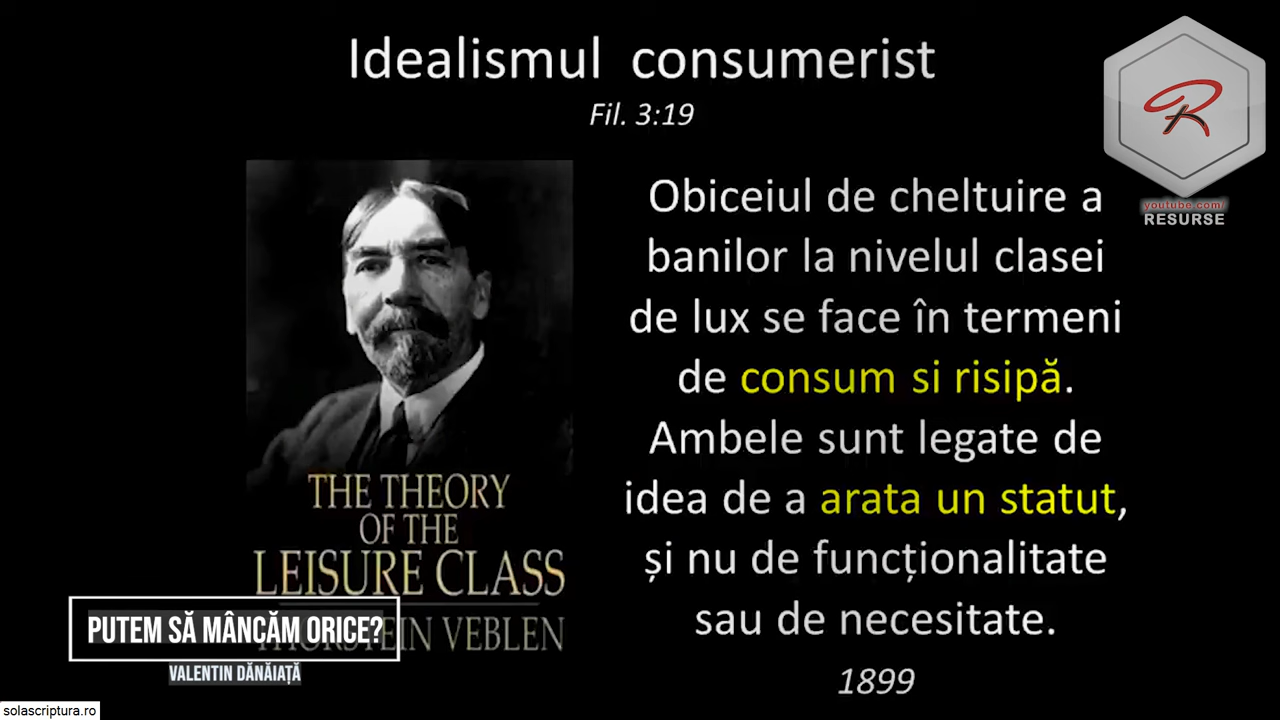 Idealismul consumerist
Fil. 3:19
youtube.com/
RESURSE
Obiceiul de cheltuire a
banilor la nivelul clasei
de lux se face în termeni
de consum si risipă.
Ambele sunt legate de
idea de a arata un statut,
și nu de funcționalitate
sau de necesitate.
1899
THE THEORY
OF THE
LEISURE CLASS
THORSTEIN VEBLEN
PUTEM SĂ MÂNCĂM ORICE?
VALENTIN DĂNĂIAȚĂ
solascriptura.ro